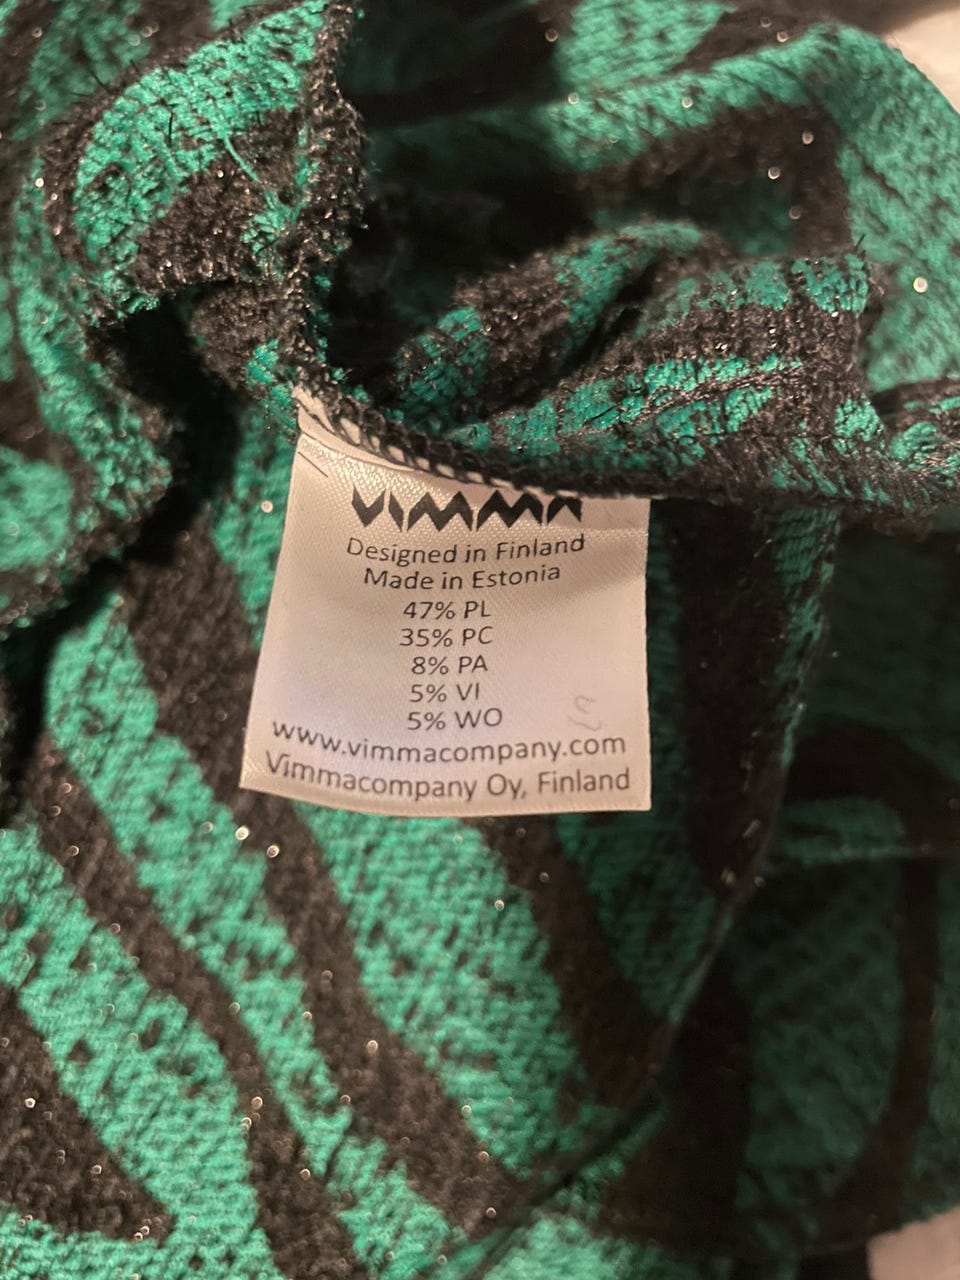 VIMMA
Designed in Finland
Made in Estonia
47% PL
35% PC
8% PA
5% VI
5% WO
www.vimmacompany.com
Vimmacompany Oy, Finland